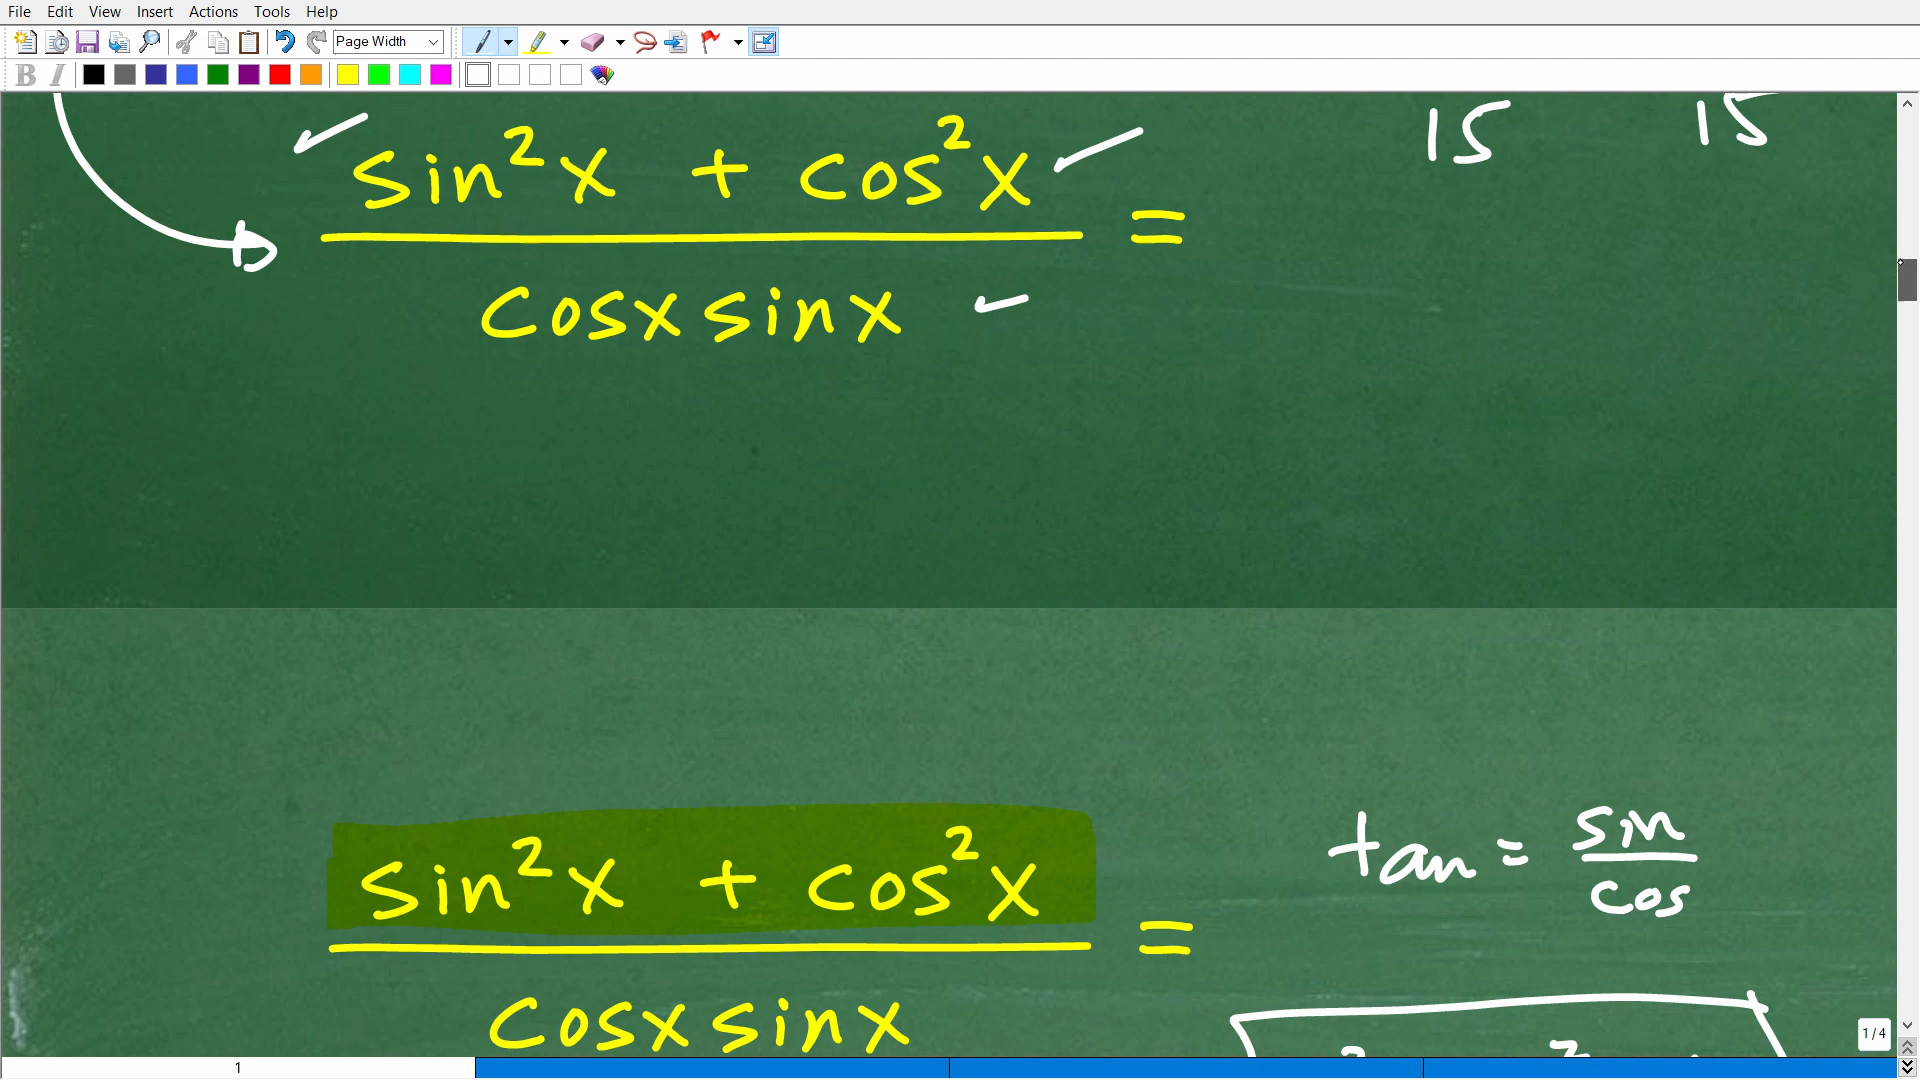 File Edit View Insert Actions Tools Help
Page Width
B I
15 15
sin²x + cos²x
=
cosx sinx
sin²x + cos²x
=
cosx sinx
tan = sin
cos
1 / 4
1